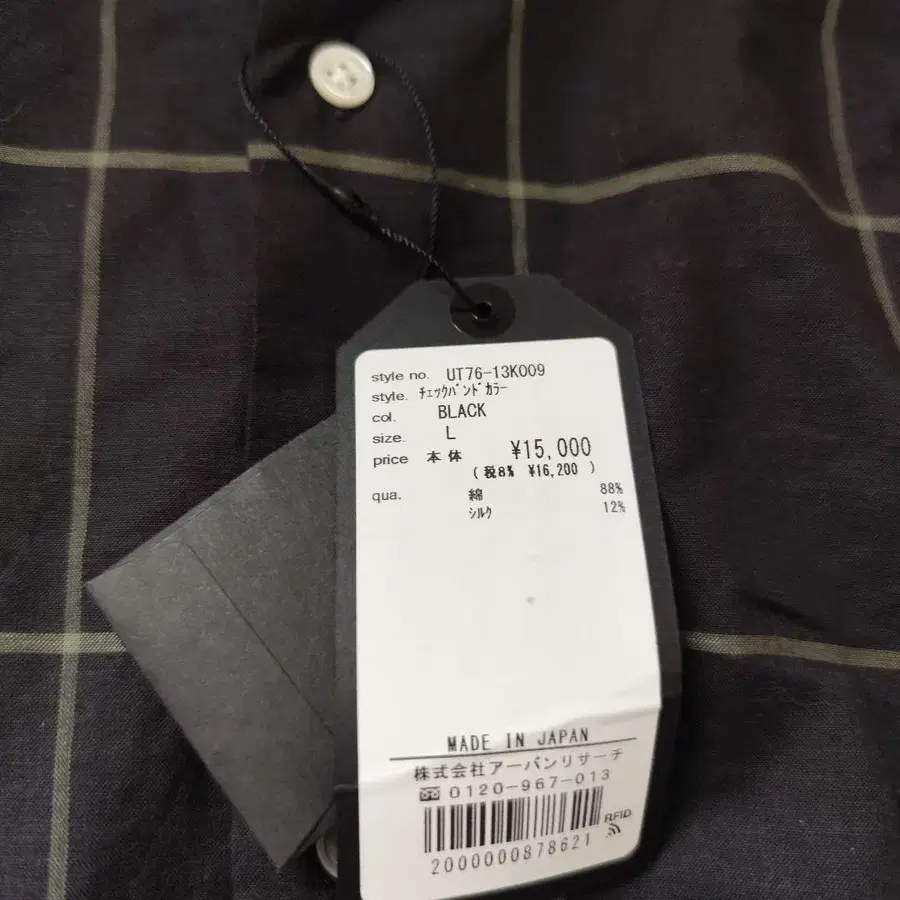 style no. UT76-13K009
style. ﾁｪｯｸﾊﾞﾝﾄﾞｶﾗｰ
col. BLACK
size. L
price 本体 ¥15,000
( 税8% ¥16,200 )
qua. 綿 88%
ｼﾙｸ 12%
MADE IN JAPAN
株式会社アーバンリサーチ
0120-967-013
RFID
2000000878621